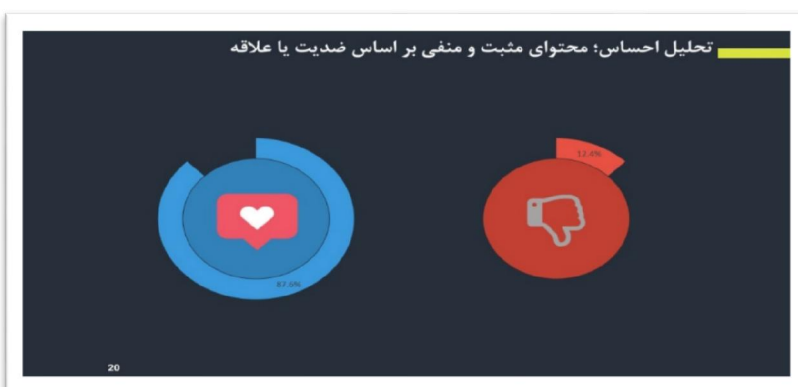 تحلیل احساس؛ محتوای مثبت و منفی بر اساس ضدیت یا علاقه
12.4%
87.6%
20